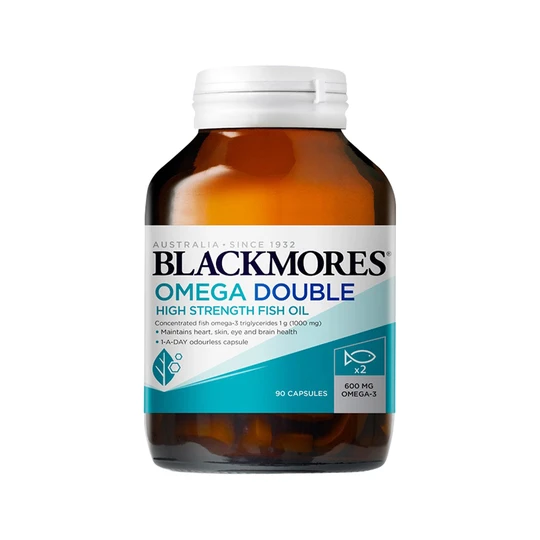 AUSTRALIA • SINCE 1932
BLACKMORES®
OMEGA DOUBLE
HIGH STRENGTH FISH OIL
Concentrated fish omega-3 triglycerides 1 g (1000 mg)
• Maintains heart, skin, eye and brain health
• 1-A-DAY odourless capsule
x2
90 CAPSULES
600 MG
OMEGA-3